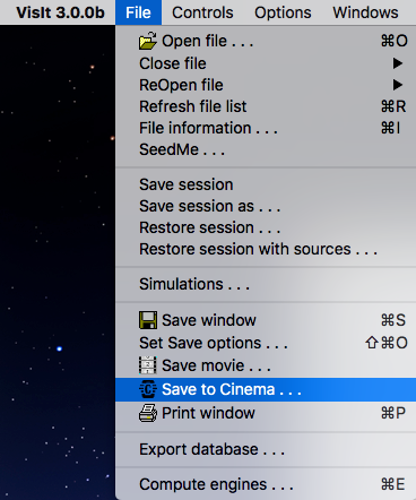 VisIt 3.0.0b File Controls Options Windows
Open file . . . ⌘O
Close file ▶
ReOpen file ▶
Refresh file list ⌘R
File information . . . ⌘I
SeedMe . . .
Save session
Save session as . . .
Restore session . . .
Restore session with sources . . .
Simulations . . .
Save window ⌘S
Set Save options . . . ⇧⌘O
Save movie . . .
Save to Cinema . . .
Print window ⌘P
Export database . . .
Compute engines . . . ⌘E